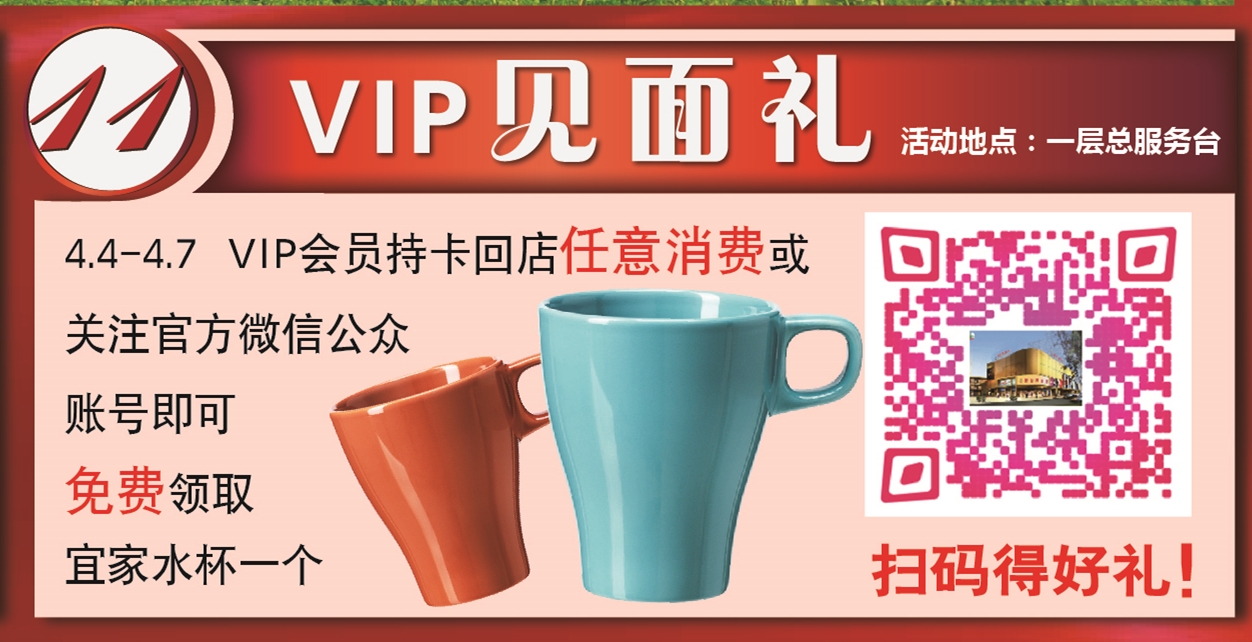 11
VIP见面礼
活动地点：一层总服务台
4.4-4.7 VIP会员持卡回店任意消费或
关注官方微信公众
账号即可
免费领取
宜家水杯一个
扫码得好礼！